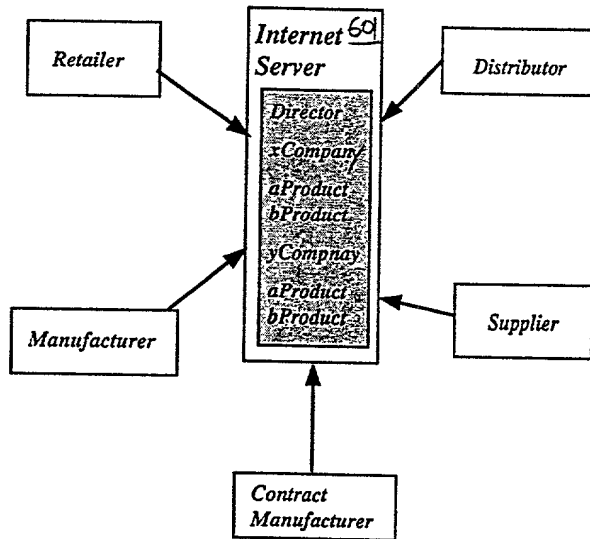 Retailer
Internet 601
Server
Distributor
Director
xCompany
aProduct
bProduct
yCompnay
aProduct
bProduct
Manufacturer
Supplier
Contract
Manufacturer